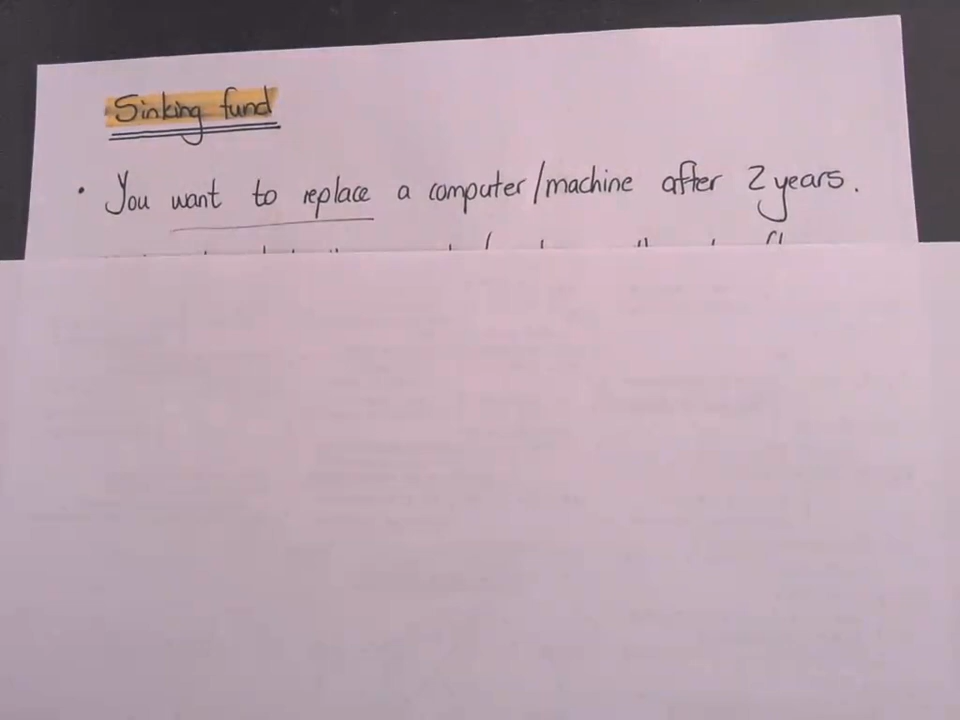 Sinking fund
• You want to replace a computer/machine after 2 years.